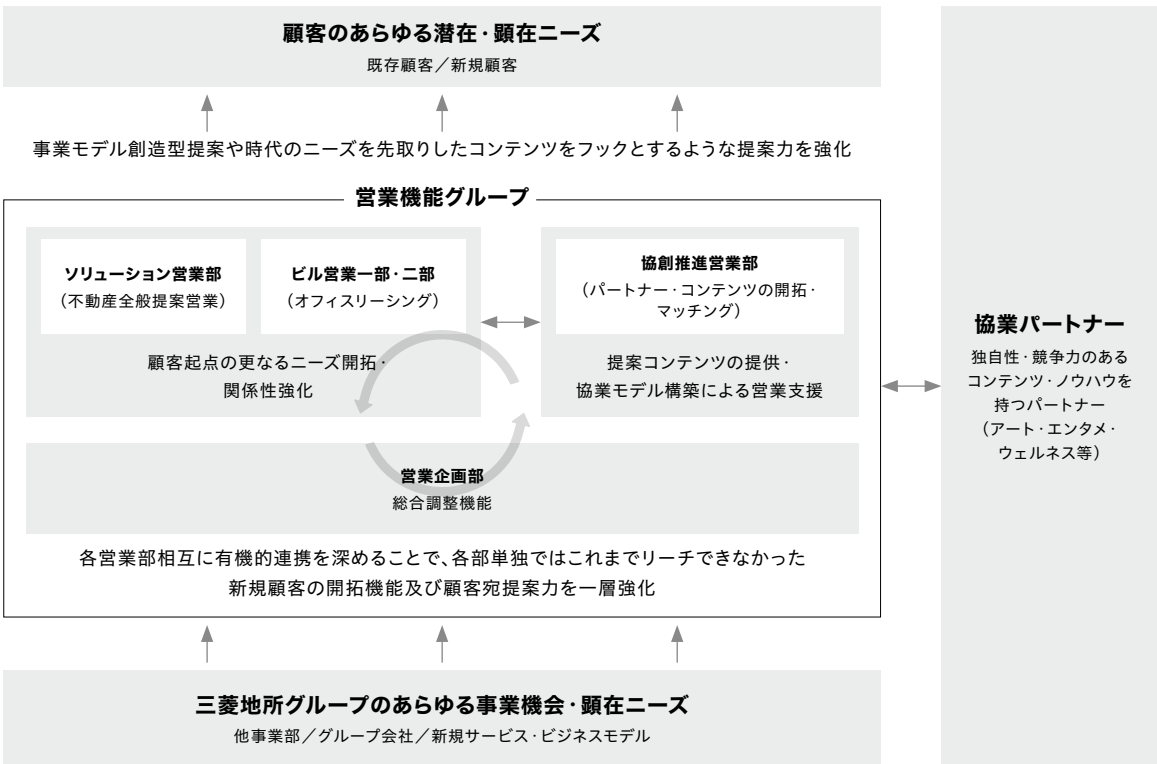 顧客のあらゆる潜在・顕在ニーズ
既存顧客／新規顧客
事業モデル創造型提案や時代のニーズを先取りしたコンテンツをフックとするような提案力を強化
営業機能グループ
ソリューション営業部
（不動産全般提案営業）
ビル営業一部・二部
（オフィスリーシング）
顧客起点の更なるニーズ開拓・
関係性強化
協創推進営業部
（パートナー・コンテンツの開拓・
マッチング）
提案コンテンツの提供・
協業モデル構築による営業支援
営業企画部
総合調整機能
各営業部相互に有機的連携を深めることで、各部単独ではこれまでリーチできなかった
新規顧客の開拓機能及び顧客宛提案力を一層強化
三菱地所グループのあらゆる事業機会・顕在ニーズ
他事業部／グループ会社／新規サービス・ビジネスモデル
協業パートナー
独自性・競争力のある
コンテンツ・ノウハウを
持つパートナー
（アート・エンタメ・
ウェルネス等）